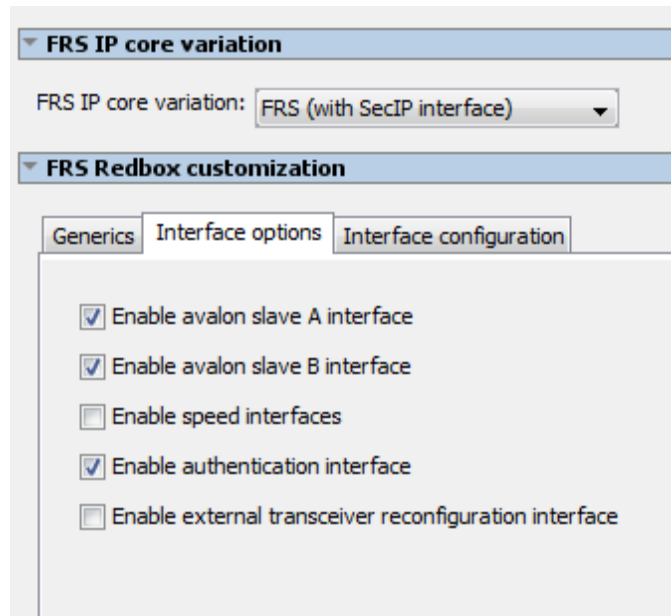 FRS IP core variation
FRS IP core variation: FRS (with SecIP interface)
FRS Redbox customization
Generics Interface options Interface configuration
Enable avalon slave A interface
Enable avalon slave B interface
Enable speed interfaces
Enable authentication interface
Enable external transceiver reconfiguration interface